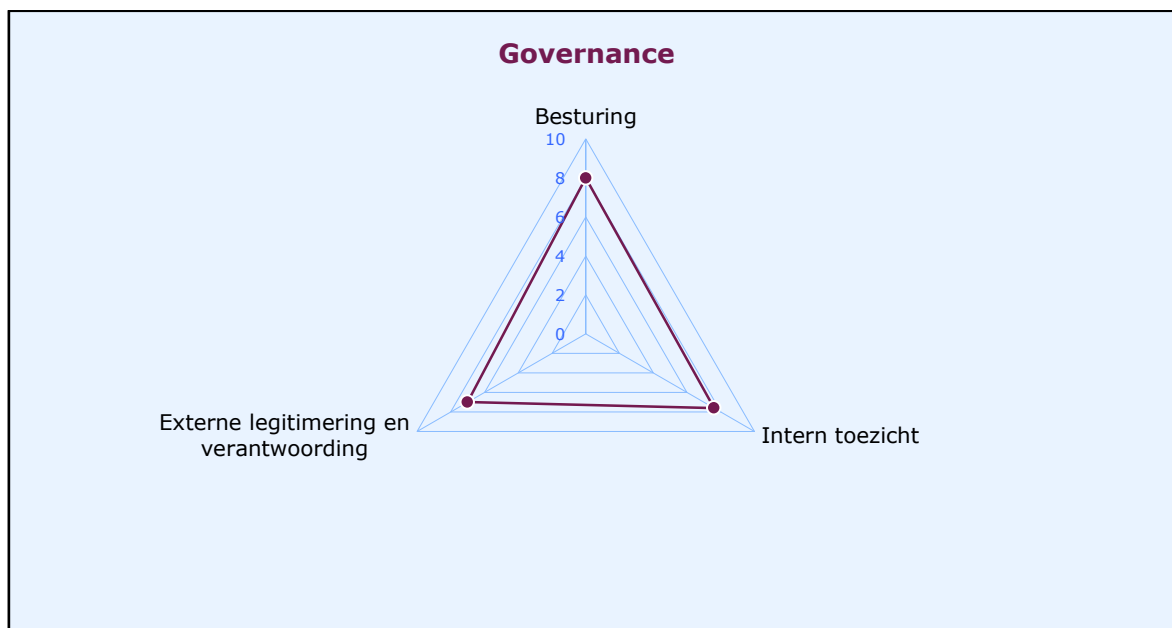 Governance
Besturing
10
8
6
4
2
0
Externe legitimering en
verantwoording
Intern toezicht